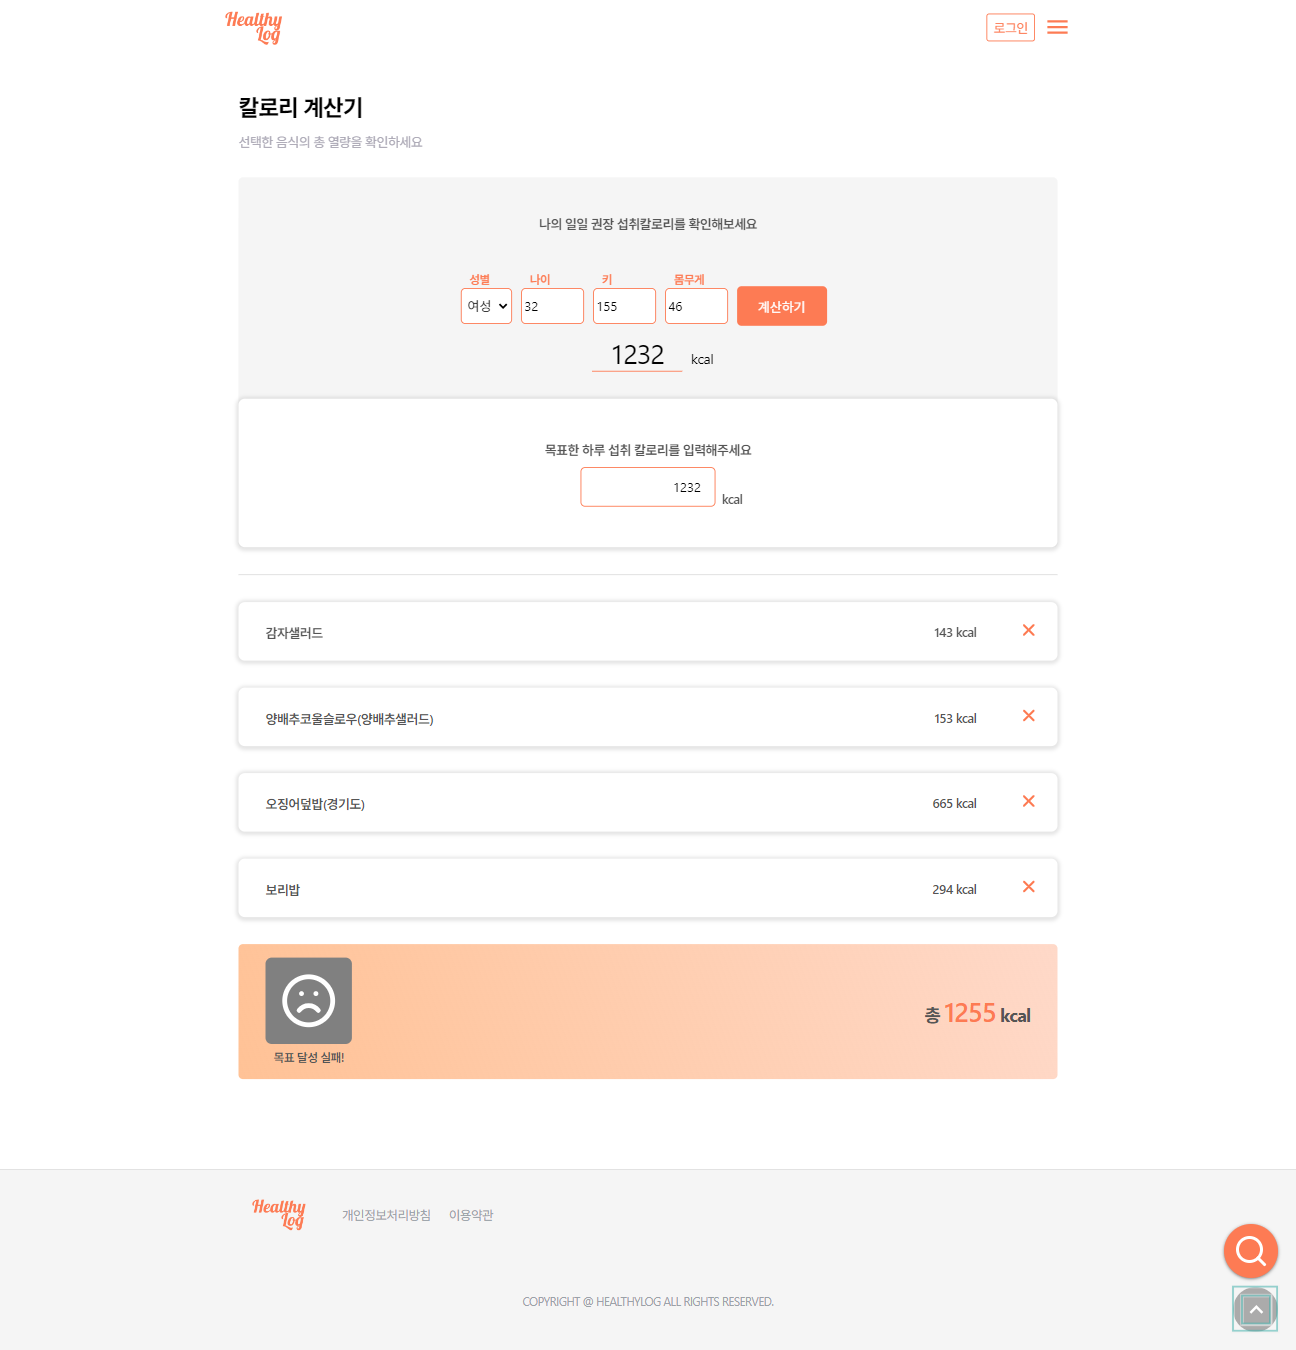 Healthy
Log
로그인
칼로리 계산기
선택한 음식의 총 열량을 확인하세요
나의 일일 권장 섭취칼로리를 확인해보세요
성별 나이 키 몸무게
여성 32 155 46 계산하기
1232 kcal
목표한 하루 섭취 칼로리를 입력해주세요
1232 kcal
감자샐러드 143 kcal
양배추코울슬로우(양배추샐러드) 153 kcal
오징어덮밥(경기도) 665 kcal
보리밥 294 kcal
총 1255 kcal
목표 달성 실패!
Healthy
Log
개인정보처리방침 이용약관
COPYRIGHT @ HEALTHYLOG ALL RIGHTS RESERVED.